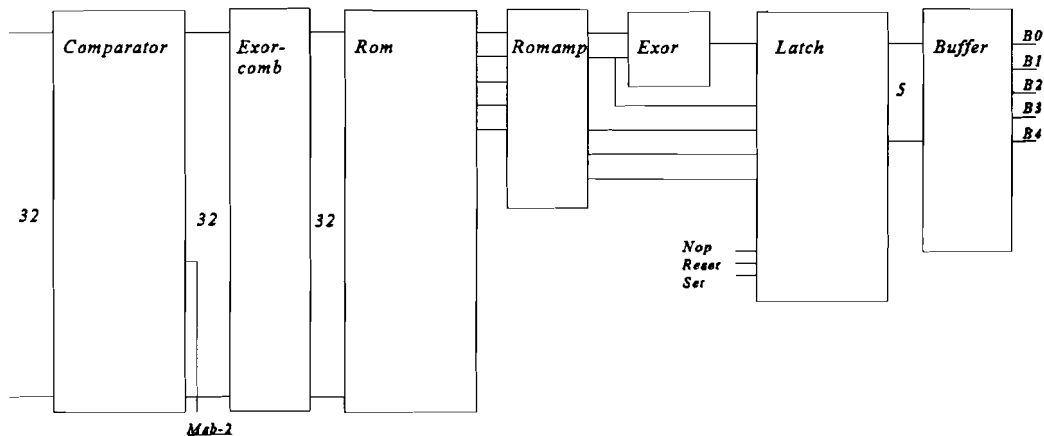 Comparator
Exor-
comb
Rom
Romamp
Exor
Latch
Buffer
B0
B1
B2
B3
B4
5
32
32
32
Nop
Reset
Set
Msb-2